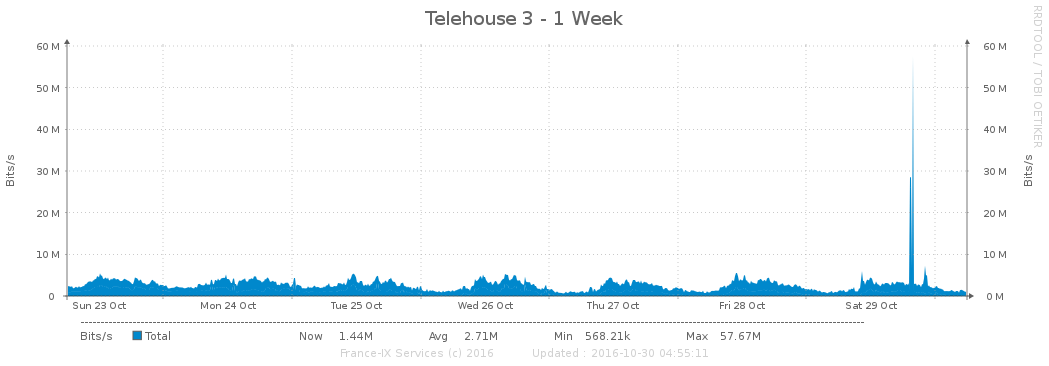 Telehouse 3 - 1 Week
RRDTOOL / TOBI OETIKER
Bits/s
Bits/s
60 M 60 M
50 M 50 M
40 M 40 M
30 M 30 M
20 M 20 M
10 M 10 M
0 0 M
Sun 23 Oct Mon 24 Oct Tue 25 Oct Wed 26 Oct Thu 27 Oct Fri 28 Oct Sat 29 Oct
Bits/s Total Now 1.44M Avg 2.71M Min 568.21k Max 57.67M
France-IX Services (c) 2016 Updated : 2016-10-30 04:55:11